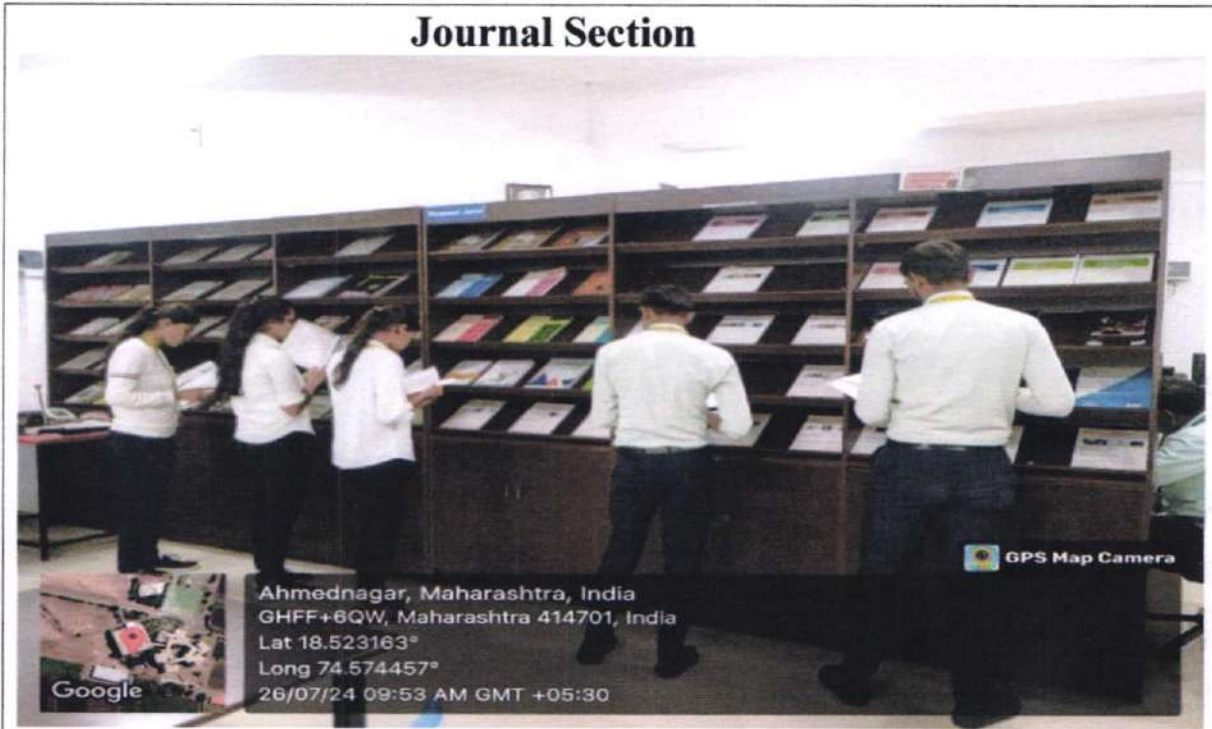 Journal Section
GPS Map Camera
Ahmednagar, Maharashtra, India
GHFF+6QW, Maharashtra 414701, India
Lat 18.523163°
Long 74.574457°
26/07/24 09:53 AM GMT +05:30
Google